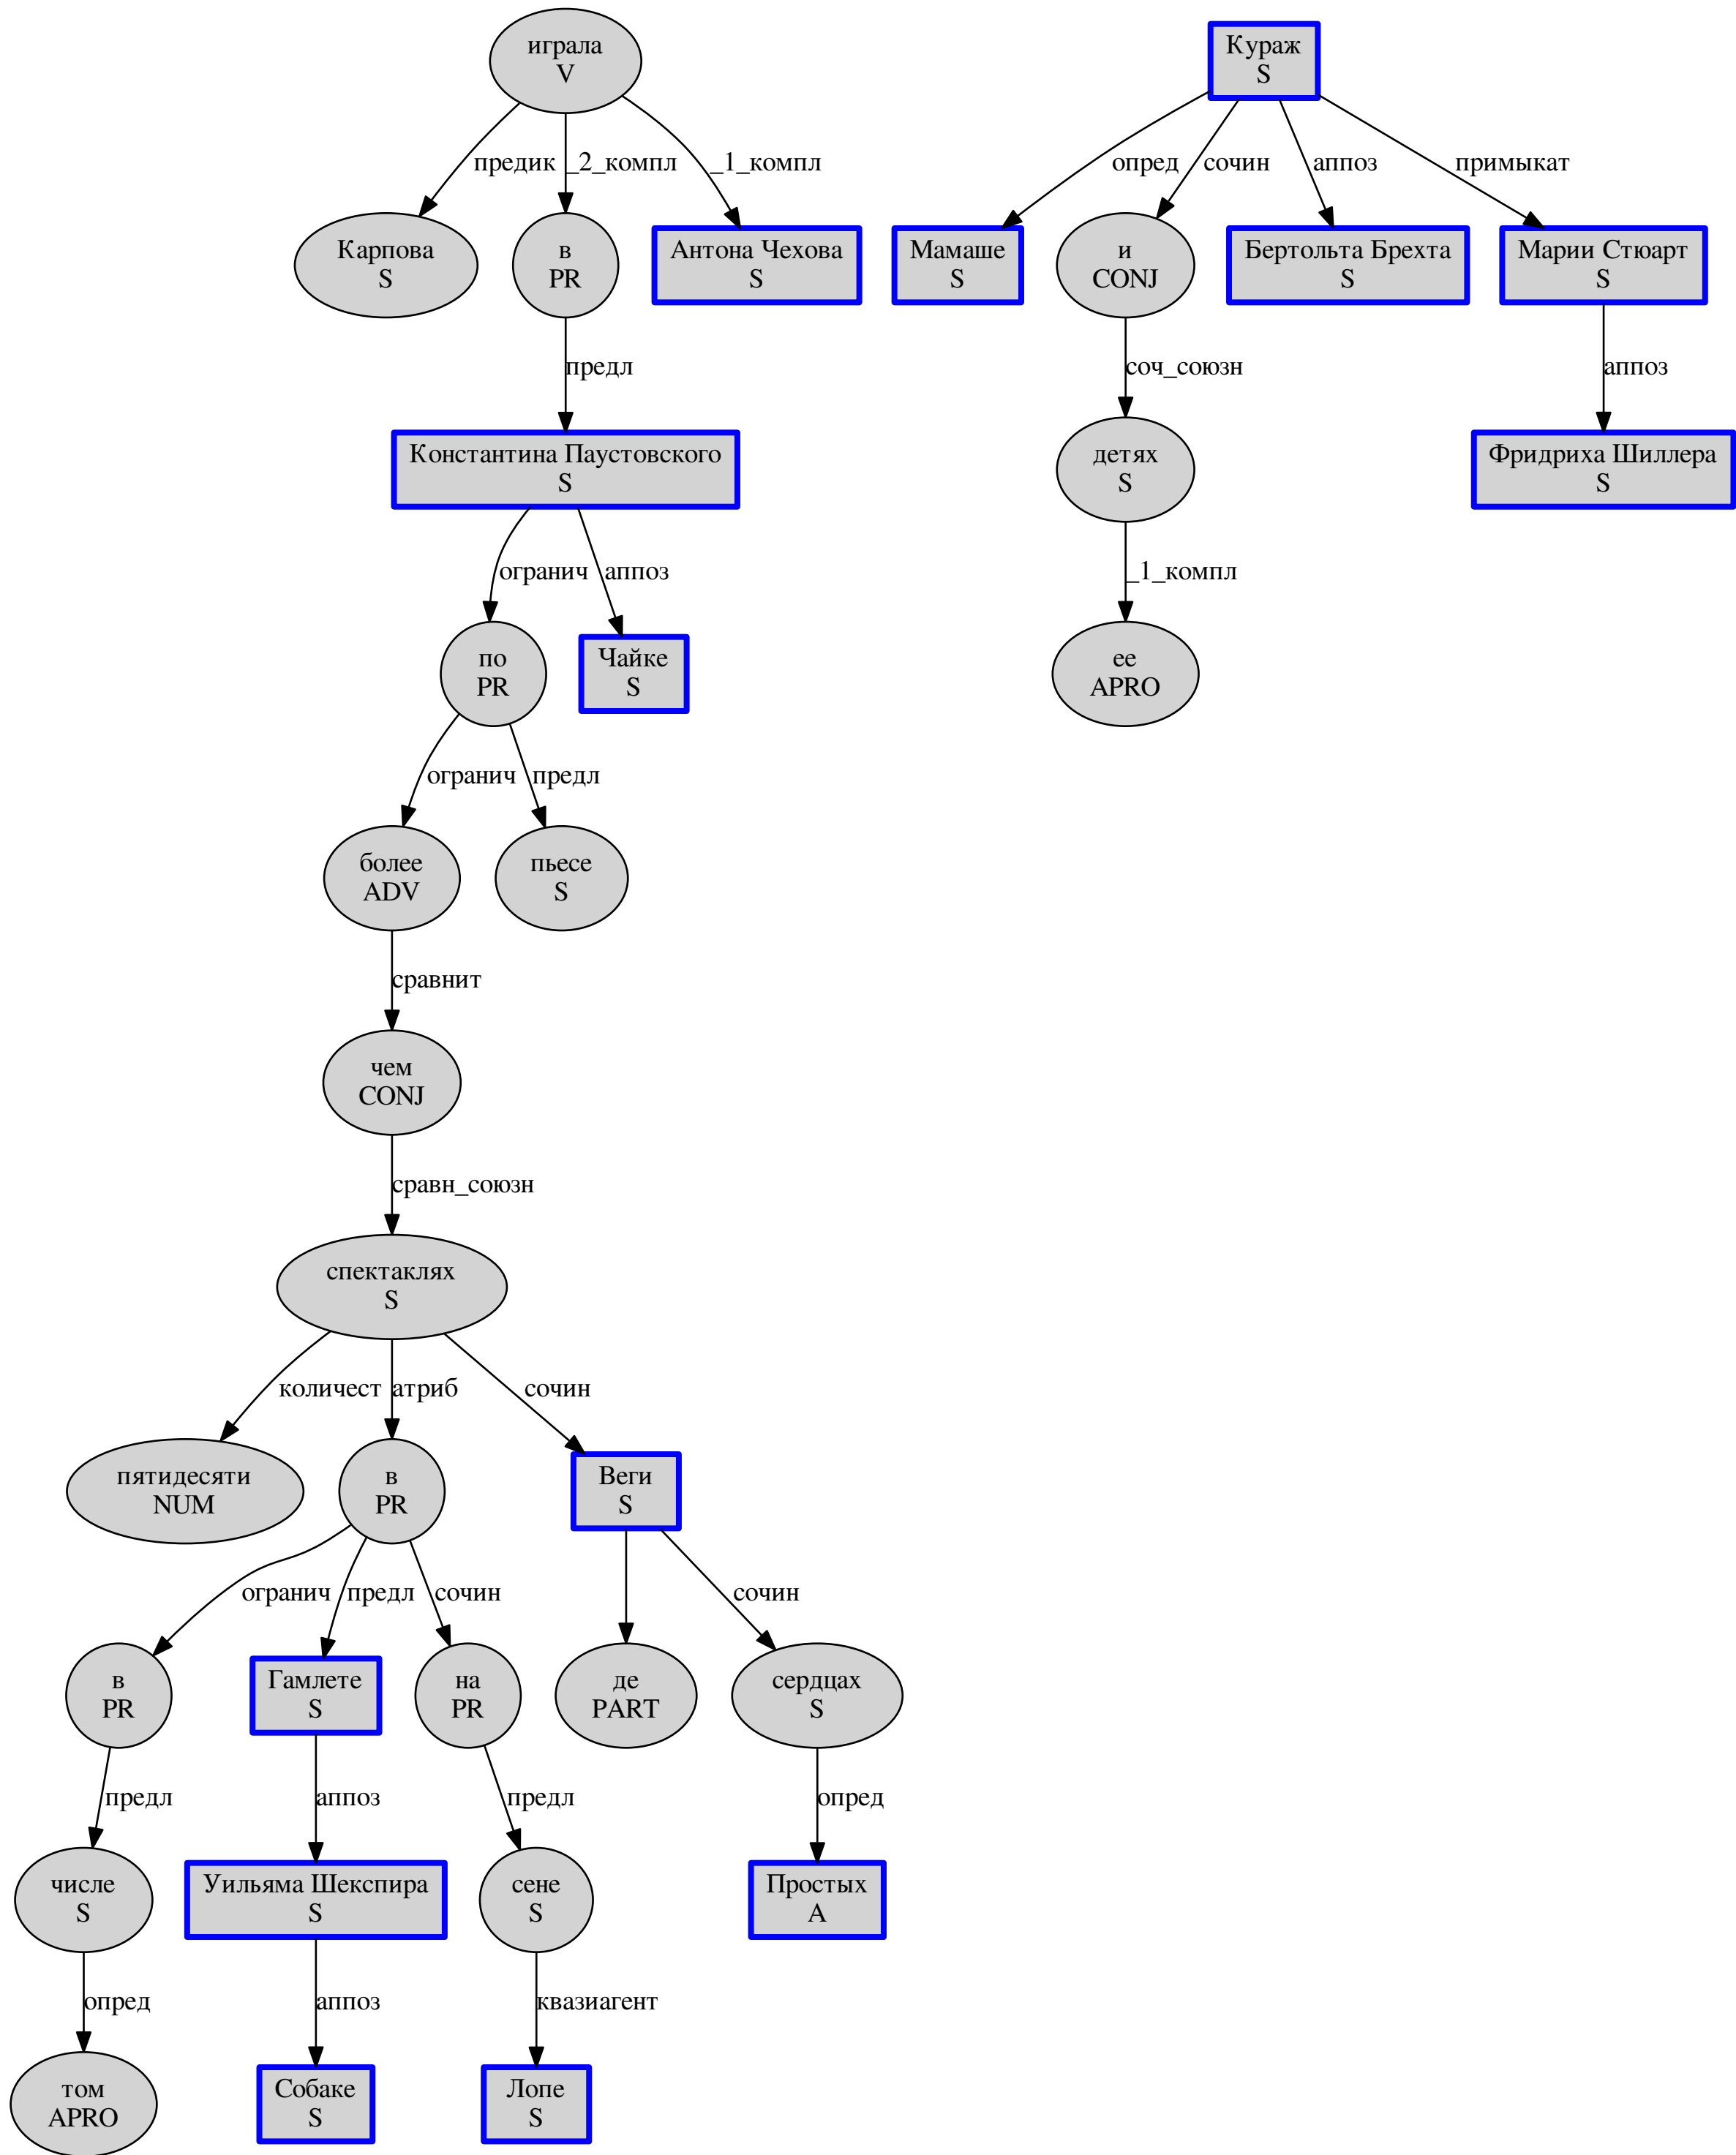 играла
V
Кураж
S
предик
_2_компл
_1_компл
опред
сочин
аппоз
примыкат
Карпова
S
в
PR
Антона Чехова
S
Мамаше
S
и
CONJ
Бертольта Брехта
S
Марии Стюарт
S
предл
соч_союзн
аппоз
Константина Паустовского
S
детях
S
Фридриха Шиллера
S
огранич
аппоз
_1_компл
по
PR
Чайке
S
ее
APRO
огранич
предл
более
ADV
пьесе
S
сравнит
чем
CONJ
сравн_союзн
спектаклях
S
количест
атриб
сочин
пятидесяти
NUM
в
PR
Веги
S
огранич
предл
сочин
сочин
в
PR
Гамлете
S
на
PR
де
PART
сердцах
S
предл
аппоз
предл
опред
числе
S
Уильяма Шекспира
S
сене
S
Простых
A
опред
аппоз
квазиагент
том
APRO
Собаке
S
Лопе
S